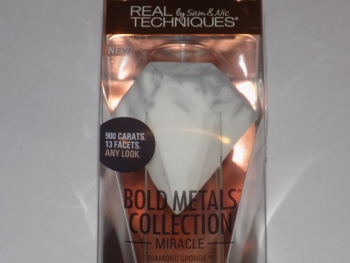 REAL by Sam & Nic
TECHNIQUES®
NEW
900 CARATS.
13 FACETS.
ANY LOOK.
BOLD METALS
COLLECTION
MIRACLE
DIAMOND SPONGE